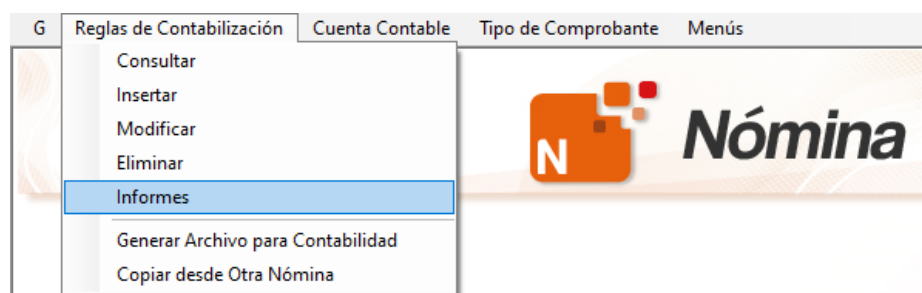 G Reglas de Contabilización Cuenta Contable Tipo de Comprobante Menús
Consultar
Insertar
Modificar
Eliminar
Informes
Generar Archivo para Contabilidad
Copiar desde Otra Nómina
N Nómina